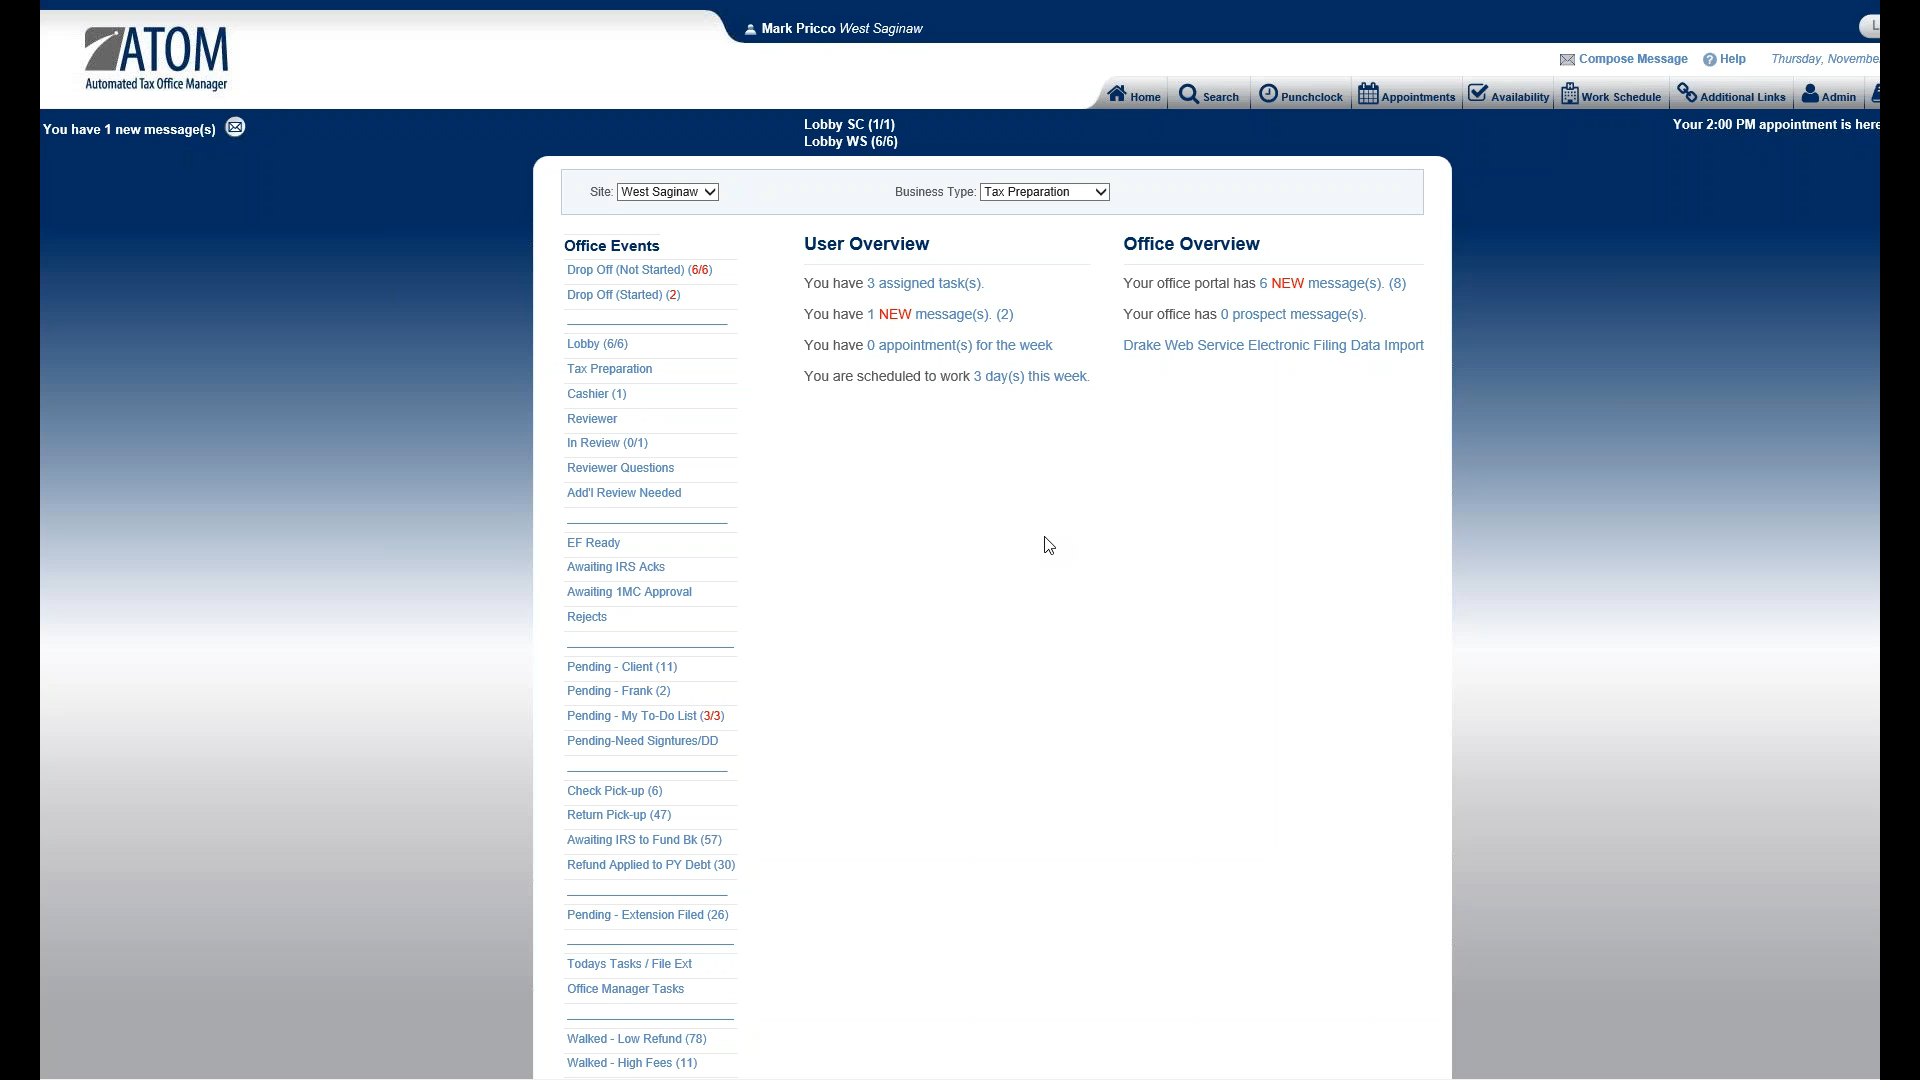 Mark Pricco West Saginaw
ATOM
Automated Tax Office Manager
Compose Message
Help
Thursday, Novembe
Home
Search
Punchclock
Appointments
Availability
Work Schedule
Additional Links
Admin
You have 1 new message(s)
Lobby SC (1/1)
Lobby WS (6/6)
Your 2:00 PM appointment is here
Site: West Saginaw
Business Type: Tax Preparation
Office Events
Drop Off (Not Started) (6/6)
Drop Off (Started) (2)
Lobby (6/6)
Tax Preparation
Cashier (1)
Reviewer
In Review (0/1)
Reviewer Questions
Add'l Review Needed
EF Ready
Awaiting IRS Acks
Awaiting 1MC Approval
Rejects
Pending - Client (11)
Pending - Frank (2)
Pending - My To-Do List (3/3)
Pending-Need Signtures/DD
Check Pick-up (6)
Return Pick-up (47)
Awaiting IRS to Fund Bk (57)
Refund Applied to PY Debt (30)
Pending - Extension Filed (26)
Todays Tasks / File Ext
Office Manager Tasks
Walked - Low Refund (78)
Walked - High Fees (11)
User Overview
You have 3 assigned task(s).
You have 1 NEW message(s). (2)
You have 0 appointment(s) for the week
You are scheduled to work 3 day(s) this week.
Office Overview
Your office portal has 6 NEW message(s). (8)
Your office has 0 prospect message(s).
Drake Web Service Electronic Filing Data Import